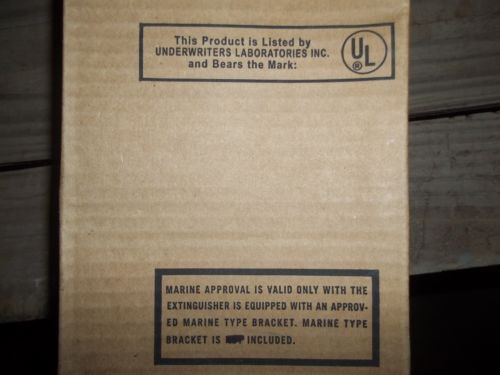 This Product is Listed by
UNDERWRITERS LABORATORIES INC.
and Bears the Mark:
UL
®
MARINE APPROVAL IS VALID ONLY WITH THE
EXTINGUISHER IS EQUIPPED WITH AN APPROV-
ED MARINE TYPE BRACKET. MARINE TYPE
BRACKET IS INCLUDED.